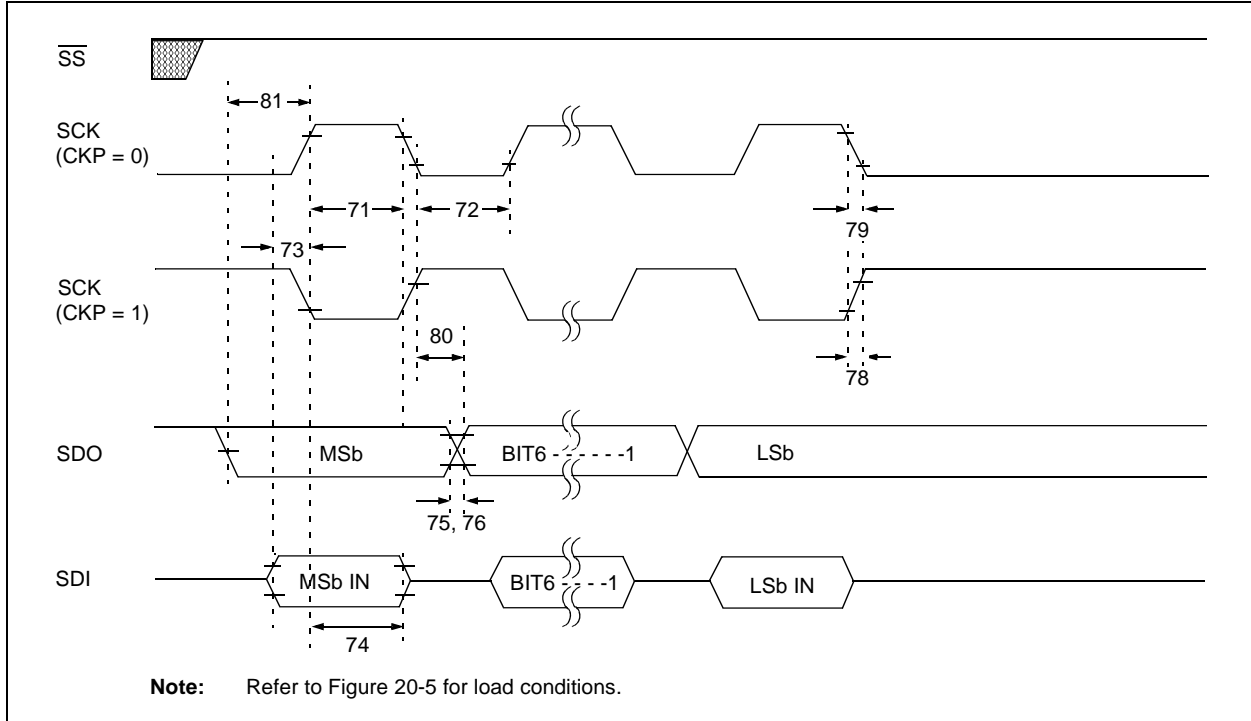 SS
81
SCK
(CKP = 0)
71
72
73
79
SCK
(CKP = 1)
80
78
SDO
MSb
BIT6 - - - - - -1
LSb
75, 76
SDI
MSb IN
BIT6 - - - -1
LSb IN
74
Note: Refer to Figure 20-5 for load conditions.